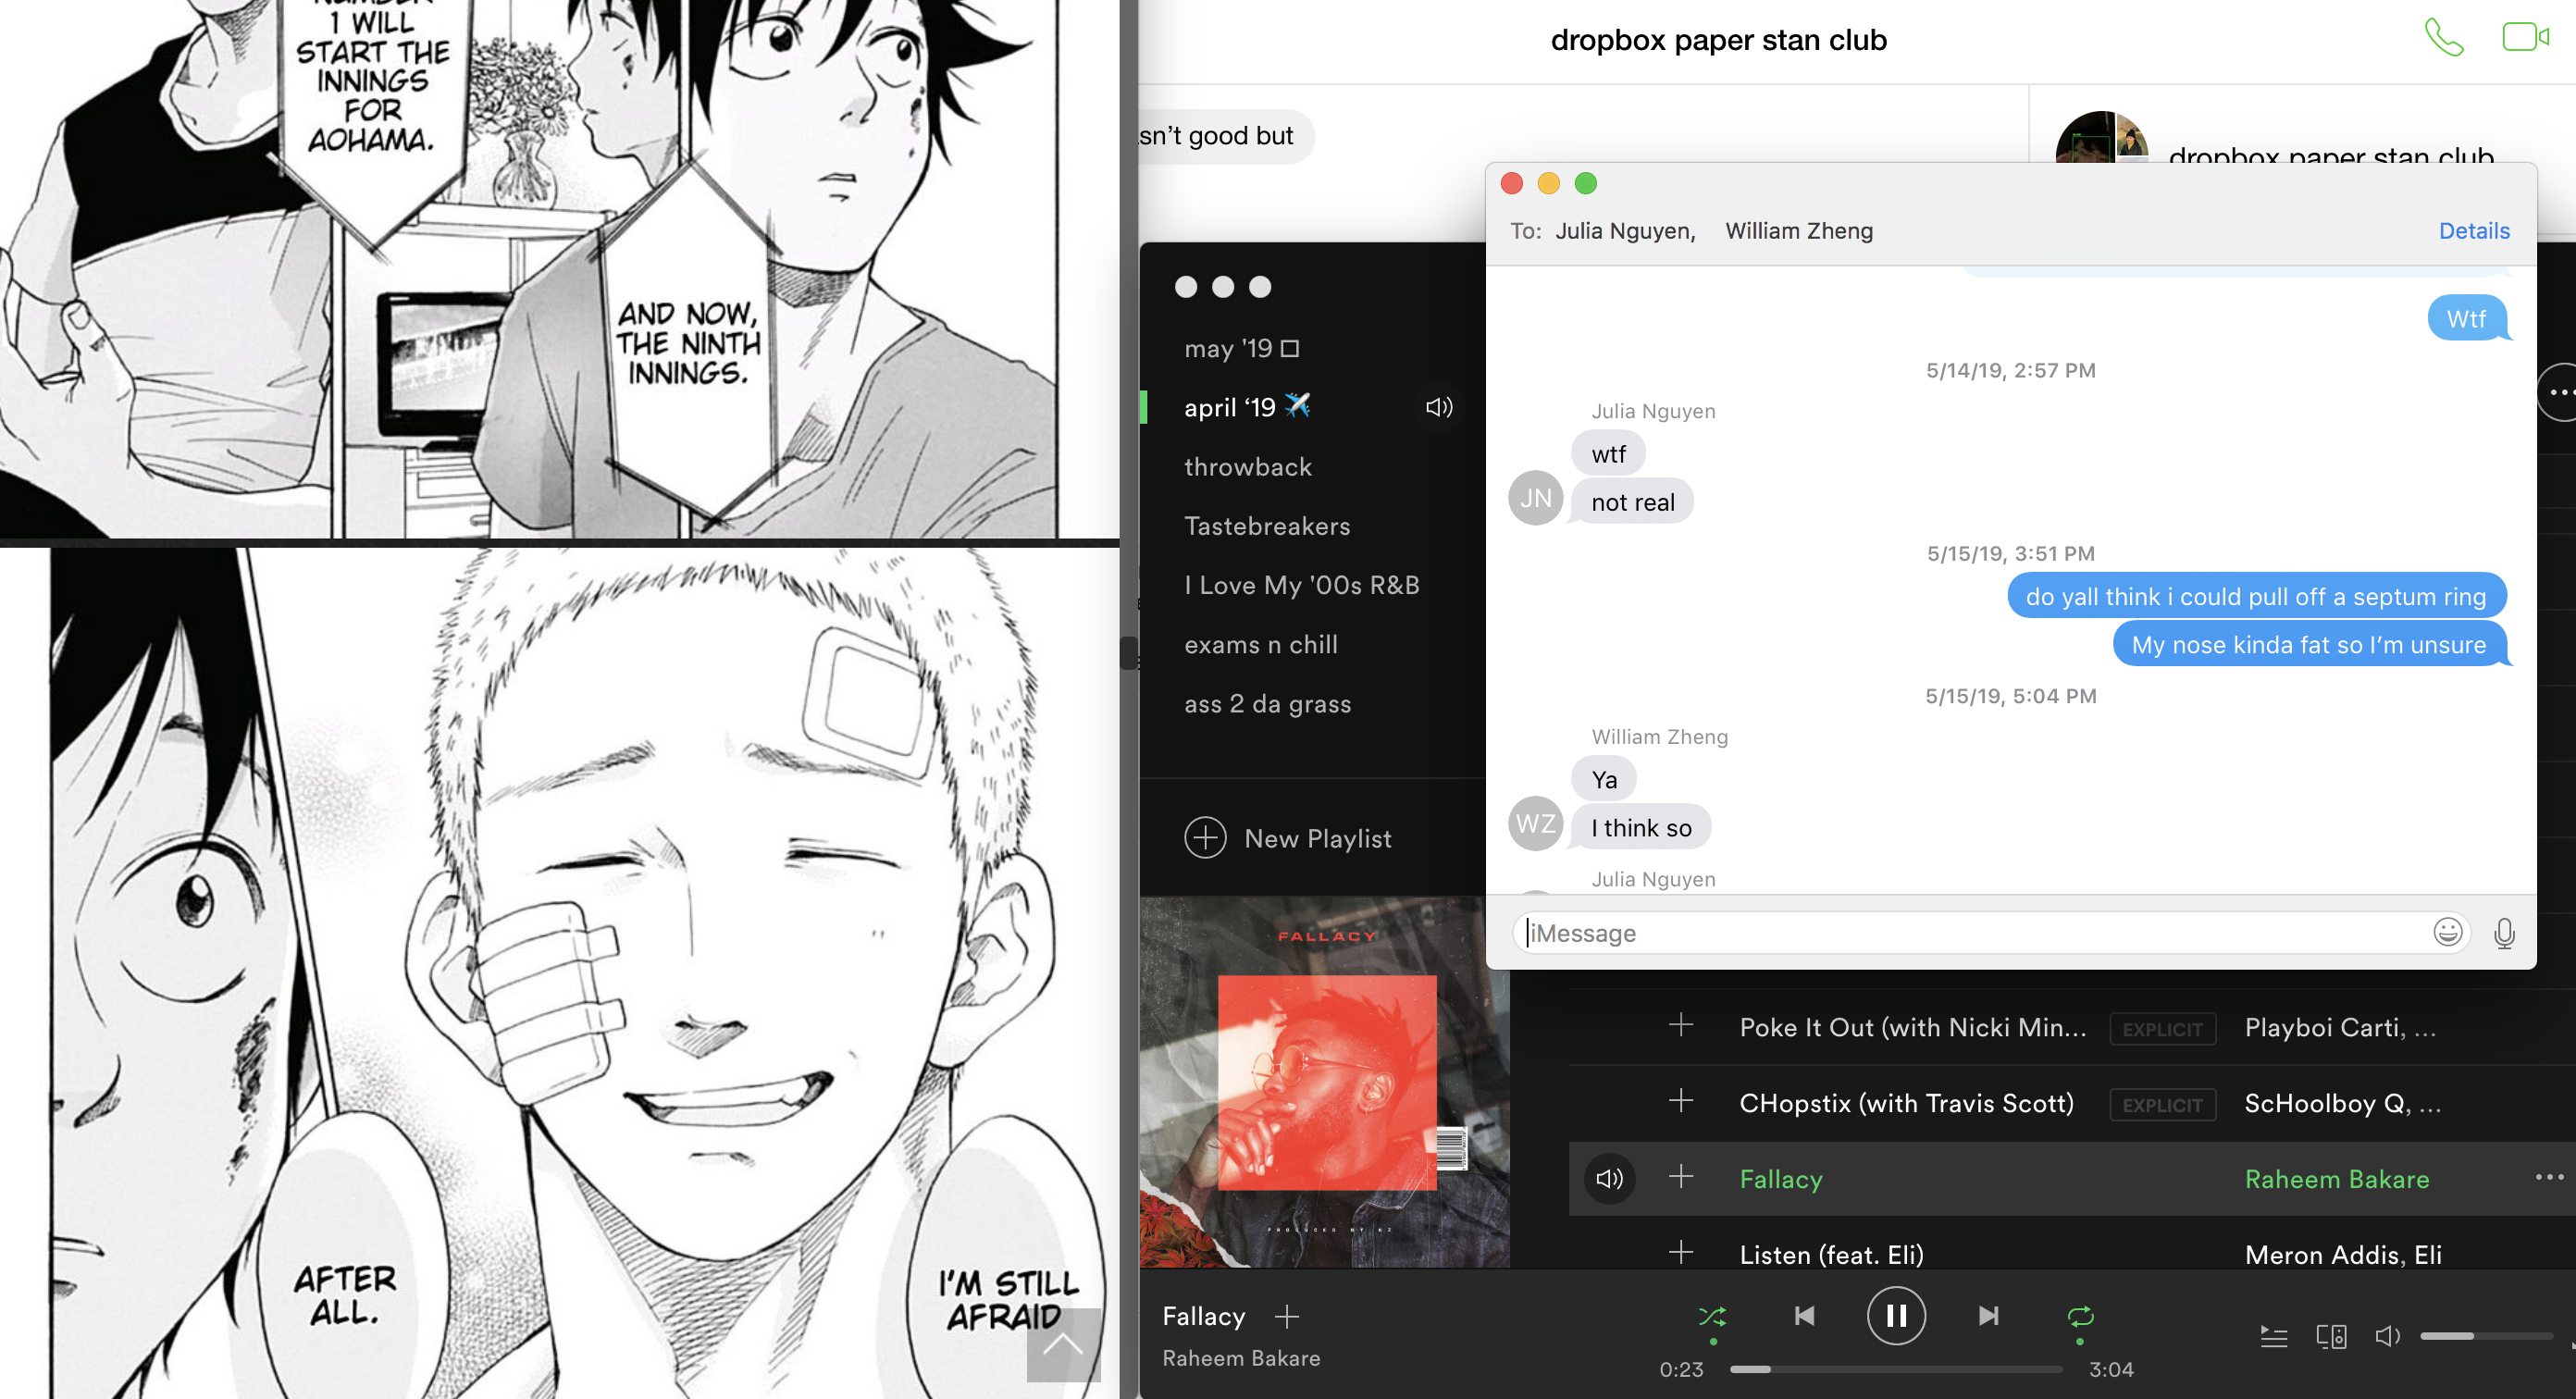 1 WILL
START THE
INNINGS
FOR
AOHAMA.
AND NOW,
THE NINTH
INNINGS.
AFTER
ALL.
I'M STILL
AFRAID
dropbox paper stan club
sn’t good but
dropbox paper stan club
may '19
april ‘19 ✈️
throwback
Tastebreakers
I Love My '00s R&B
exams n chill
ass 2 da grass
New Playlist
FALLACY
PRODUCED BY KZ
Fallacy
Raheem Bakare
To: Julia Nguyen, William Zheng
Details
Wtf
5/14/19, 2:57 PM
Julia Nguyen
wtf
JN
not real
5/15/19, 3:51 PM
do yall think i could pull off a septum ring
My nose kinda fat so I’m unsure
5/15/19, 5:04 PM
William Zheng
Ya
WZ
I think so
Julia Nguyen
iMessage
Poke It Out (with Nicki Min... EXPLICIT Playboi Carti, ...
CHopstix (with Travis Scott) EXPLICIT ScHoolboy Q, ...
Fallacy Raheem Bakare
Listen (feat. Eli) Meron Addis, Eli
0:23
3:04